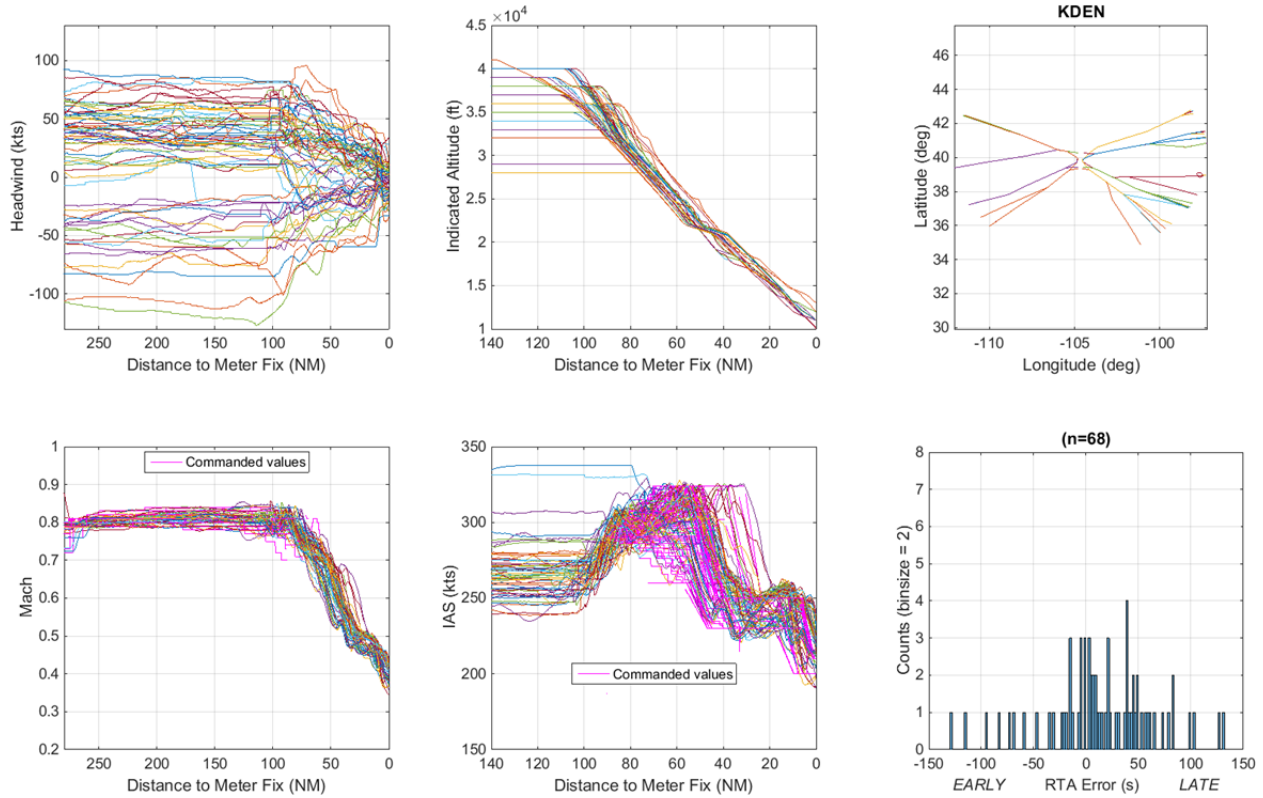 Headwind (kts)
100
50
0
-50
-100
250 200 150 100 50 0
Distance to Meter Fix (NM)
×10⁴
Indicated Altitude (ft)
4.5
4
3.5
3
2.5
2
1.5
1
140 120 100 80 60 40 20 0
Distance to Meter Fix (NM)
KDEN
Latitude (deg)
46
44
42
40
38
36
34
32
30
-110 -105 -100
Longitude (deg)
Mach
1
0.9
0.8
0.7
0.6
0.5
0.4
0.3
0.2
Commanded values
250 200 150 100 50 0
Distance to Meter Fix (NM)
IAS (kts)
350
300
250
200
150
Commanded values
140 120 100 80 60 40 20 0
Distance to Meter Fix (NM)
(n=68)
Counts (binsize = 2)
8
7
6
5
4
3
2
1
0
-150 -100 -50 0 50 100 150
EARLY RTA Error (s) LATE